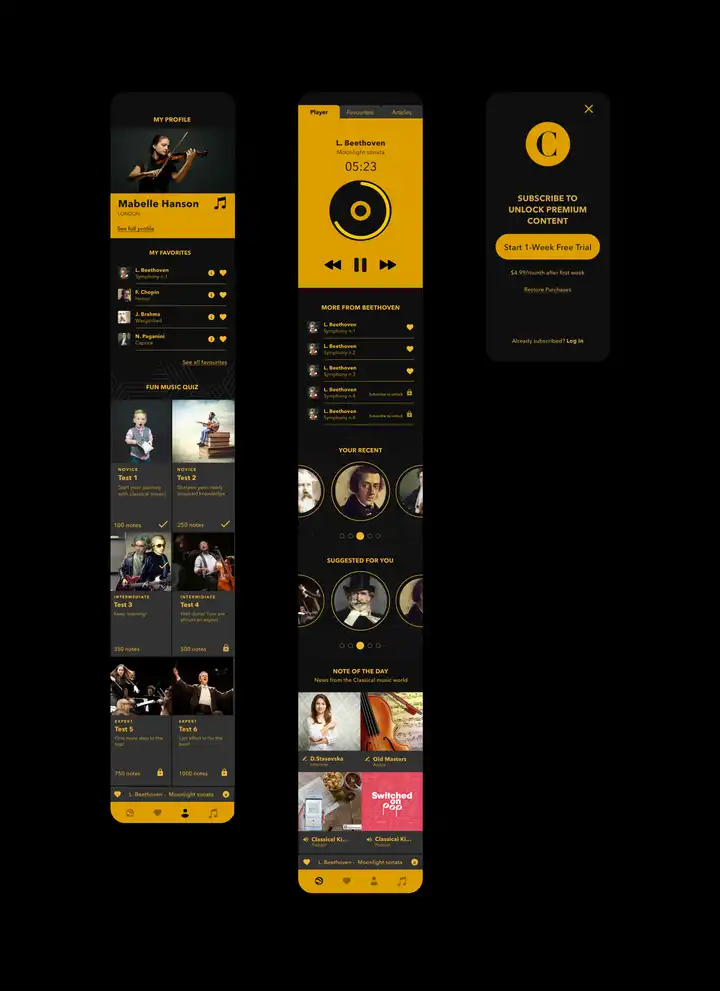 MY PROFILE
Mabelle Hanson
LONDON
See full profile
MY FAVORITES
L. Beethoven
Symphony n.1
F. Chopin
J. Brahms
Wiegenlied
N. Paganini
Caprice
See all favourites
FUN MUSIC QUIZ
NOVICE
Test 1
Start your journey
with classical music!
100 notes
NOVICE
Test 2
Sharpen your newly
acquired knowledge
250 notes
INTERMEDIATE
Test 3
Keep learning!
350 notes
INTERMEDIATE
Test 4
Well done! You are
almost an expert
500 notes
EXPERT
Test 5
One more step to the
top!
750 notes
EXPERT
Test 6
Last effort to be the
best!
1000 notes
L. Beethoven - Moonlight sonata
Player
Favourites
Articles
L. Beethoven
Moonlight sonata
05:23
MORE FROM BEETHOVEN
L. Beethoven
Symphony n.1
L. Beethoven
Symphony n.2
L. Beethoven
Symphony n.3
L. Beethoven
Symphony n.4
Subscribe to unlock
L. Beethoven
Symphony n.4
Subscribe to unlock
YOUR RECENT
SUGGESTED FOR YOU
NOTE OF THE DAY
News from the Classical music world
D.Stasevska
Interview
Old Masters
Article
Switched
on
pop
Classical Ki...
Podcast
Classical Ki...
Podcast
L. Beethoven - Moonlight sonata
C
SUBSCRIBE TO
UNLOCK PREMIUM
CONTENT
Start 1-Week Free Trial
$4.99/month after first week
Restore Purchases
Already subscribed? Log in